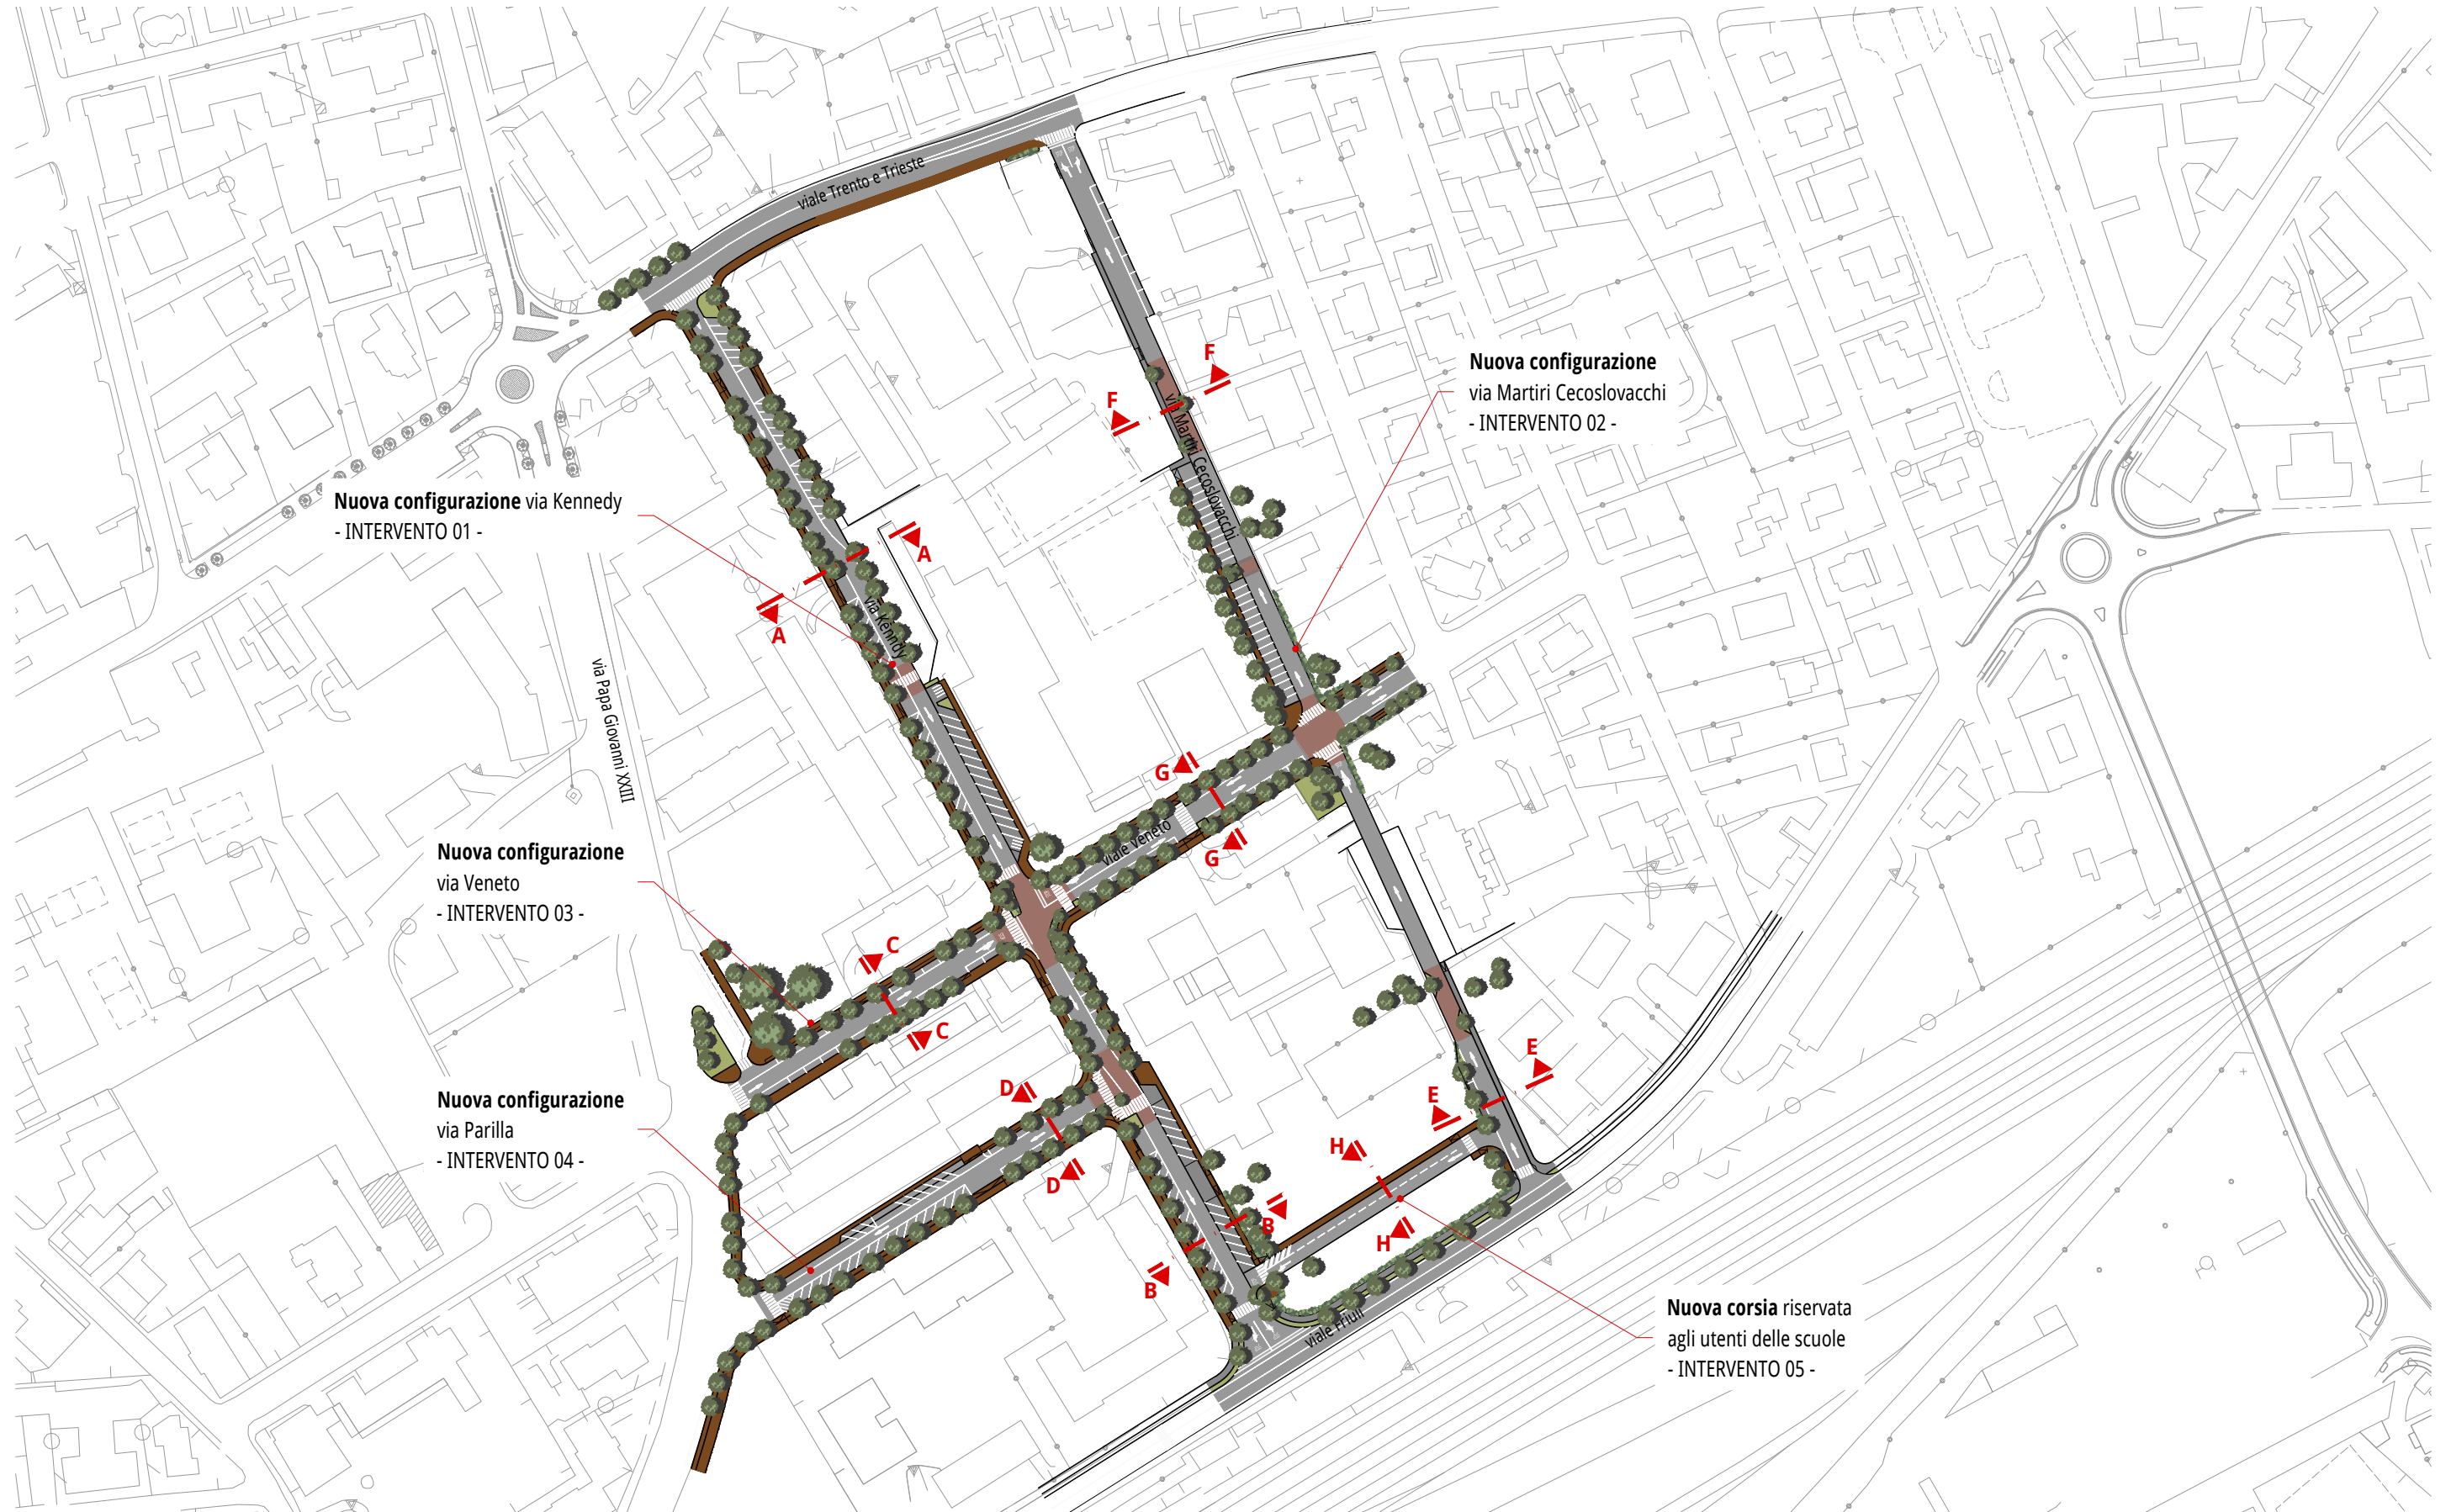 viale Trento e Trieste
F
F
Nuova configurazione
via Martiri Cecoslovacchi
- INTERVENTO 02 -
via Martiri Cecoslovacchi
Nuova configurazione via Kennedy
- INTERVENTO 01 -
A
A
via Kenndy
via Papa Giovanni XXIII
G
G
viale Veneto
Nuova configurazione
via Veneto
- INTERVENTO 03 -
C
C
E
E
D
D
Nuova configurazione
via Parilla
- INTERVENTO 04 -
H
H
B
B
viale Friuli
Nuova corsia riservata
agli utenti delle scuole
- INTERVENTO 05 -